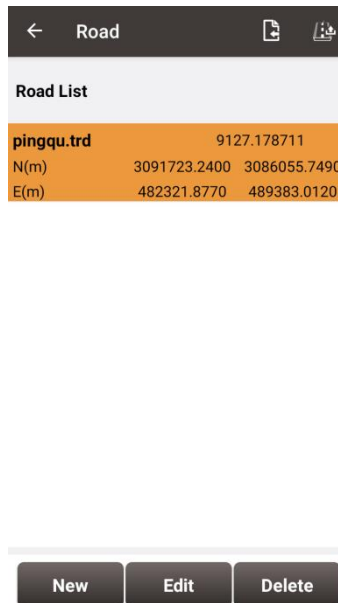 Road
Road List
pingqu.trd 9127.178711
N(m) 3091723.2400 3086055.7490
E(m) 482321.8770 489383.0120
New Edit Delete